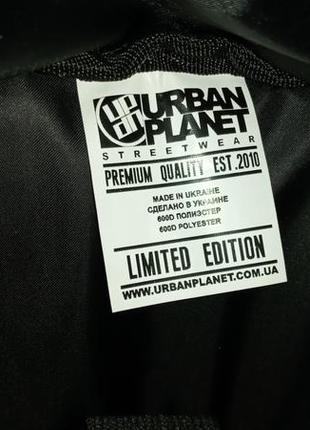 URBAN
PLANET
STREETWEAR
PREMIUM QUALITY EST.2010
MADE IN UKRAINE
СДЕЛАНО В УКРАИНЕ
600D ПОЛИЭСТЕР
600D POLYESTER
LIMITED EDITION
WWW.URBANPLANET.COM.UA